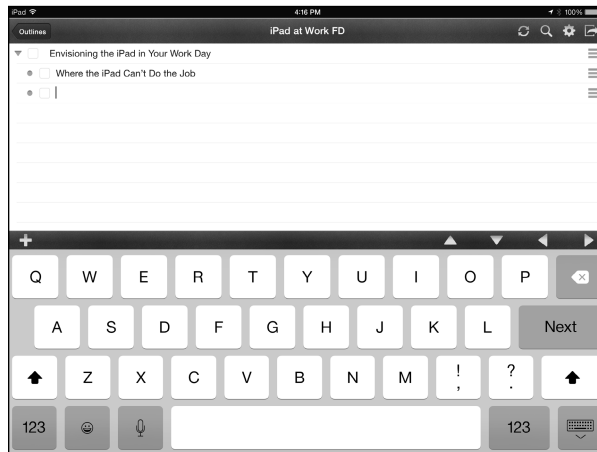 iPad 4:16 PM 100%
Outlines iPad at Work FD
Envisioning the iPad in Your Work Day
Where the iPad Can't Do the Job
Q W E R T Y U I O P
A S D F G H J K L Next
Z X C V B N M ! , ? .
123 123